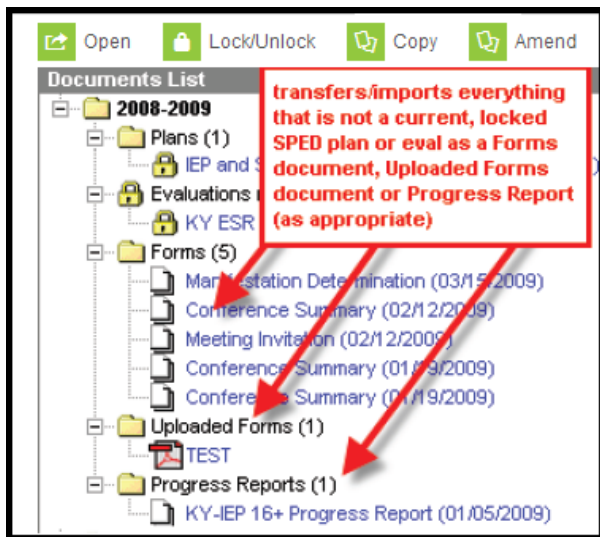 Open Lock/Unlock Copy Amend
Documents List
transfers/imports everything
that is not a current, locked
SPED plan or eval as a Forms
document, Uploaded Forms
document or Progress Report
(as appropriate)
2008-2009
Plans (1)
IEP and S )
Evaluations
KY ESR
Forms (5)
Manifestation Determination (03/15/2009)
Conference Summary (02/12/2009)
Meeting Invitation (02/12/2009)
Conference Summary (01/19/2009)
Conference Summary (01/19/2009)
Uploaded Forms (1)
TEST
Progress Reports (1)
KY-IEP 16+ Progress Report (01/05/2009)